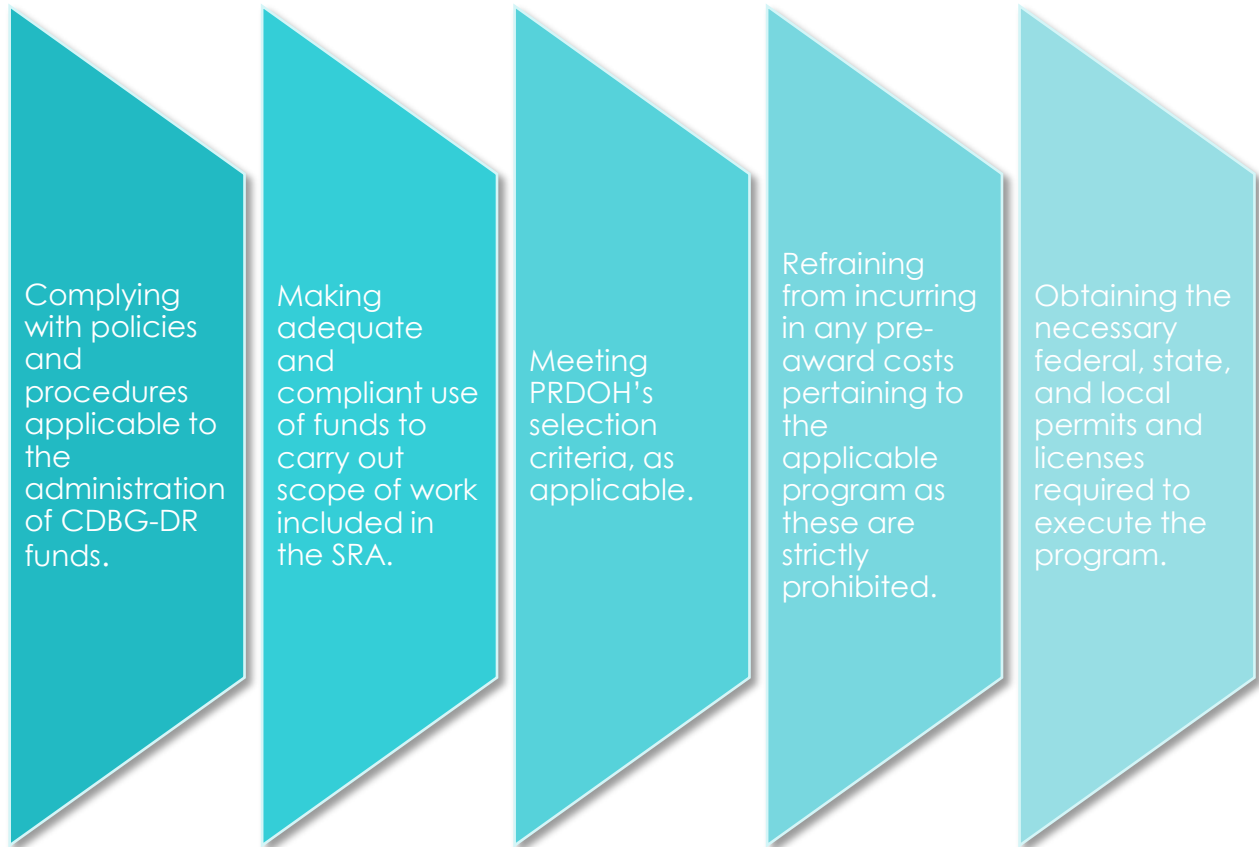 Complying
with policies
and
procedures
applicable to
the
administration
of CDBG-DR
funds.
Making
adequate
and
compliant use
of funds to
carry out
scope of work
included in
the SRA.
Meeting
PRDOH’s
selection
criteria, as
applicable.
Refraining
from incurring
in any pre-
award costs
pertaining to
the
applicable
program as
these are
strictly
prohibited.
Obtaining the
necessary
federal, state,
and local
permits and
licenses
required to
execute the
program.